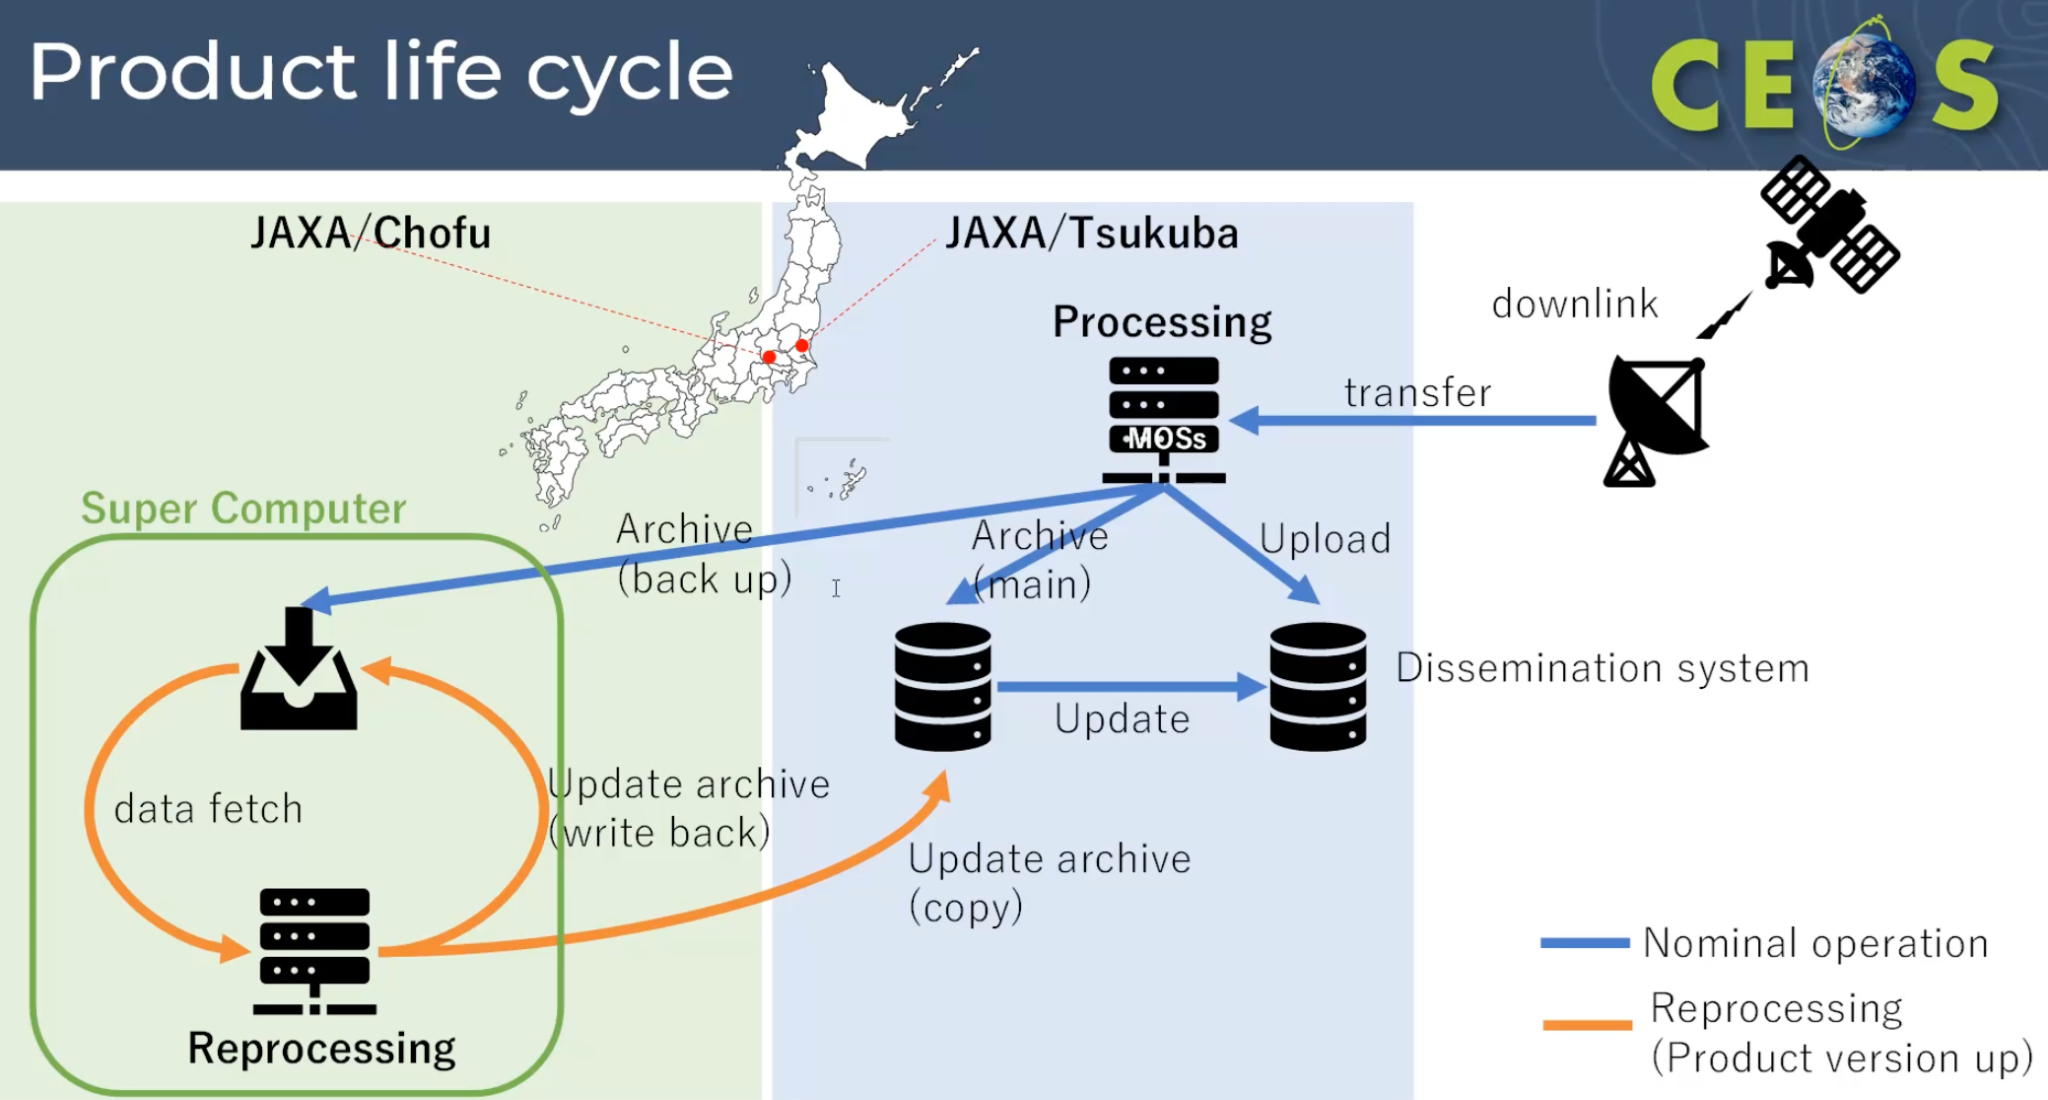 Product life cycle
CEOS
JAXA/Chofu
JAXA/Tsukuba
downlink
Processing
transfer
MOSs
Super Computer
Archive
(back up)
Archive
(main)
Upload
Dissemination system
Update
data fetch
Update archive
(write back)
Update archive
(copy)
Reprocessing
Nominal operation
Reprocessing
(Product version up)